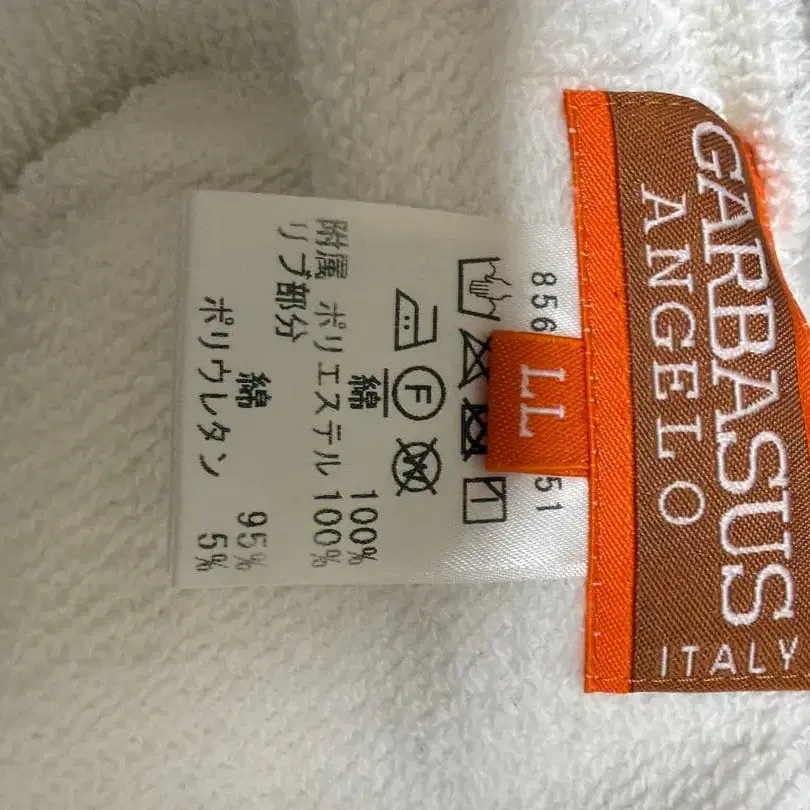 ANGELO
GARBASUS
ITALY
LL
856
51
F
W
綿 100%
附属 ポリエステル 100%
リブ部分
綿 95%
ポリウレタン 5%